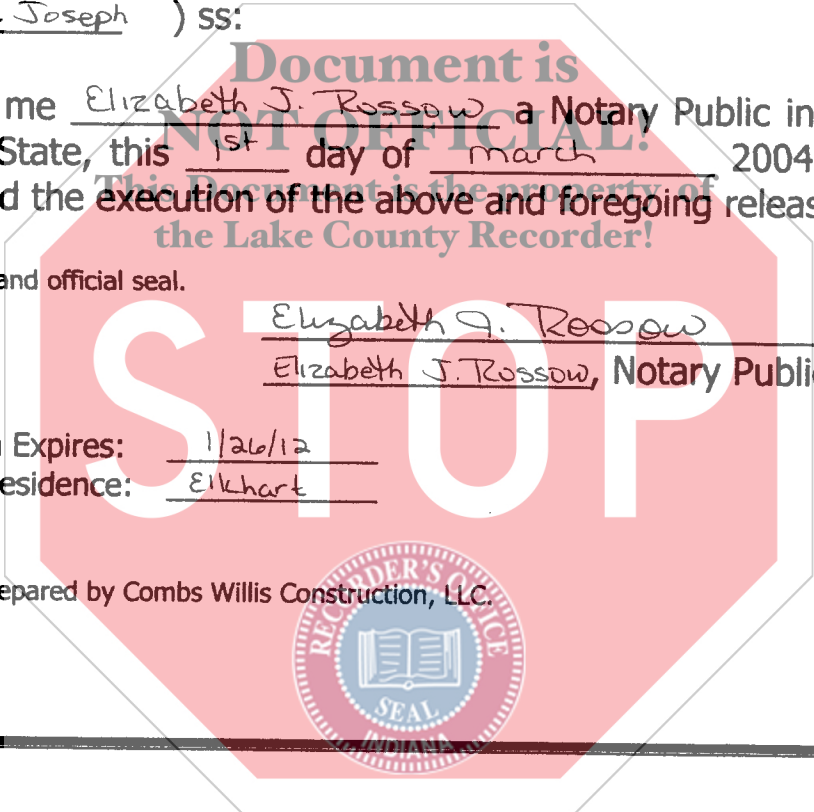 Joseph ) ss:
Document is
me Elizabeth J. Rossow a Notary Public in
NOT OFFICIAL!
State, this 1st day of march 2004
This Document is the property of
d the execution of the above and foregoing releas
the Lake County Recorder!
and official seal.
Elizabeth J. Rossow
Elizabeth J. Rossow, Notary Public
Expires: 1/26/12
esidence: Elkhart
STOP
epared by Combs Willis Construction, LLC.
RECORDER'S OFFICE
SEAL
INDIANA